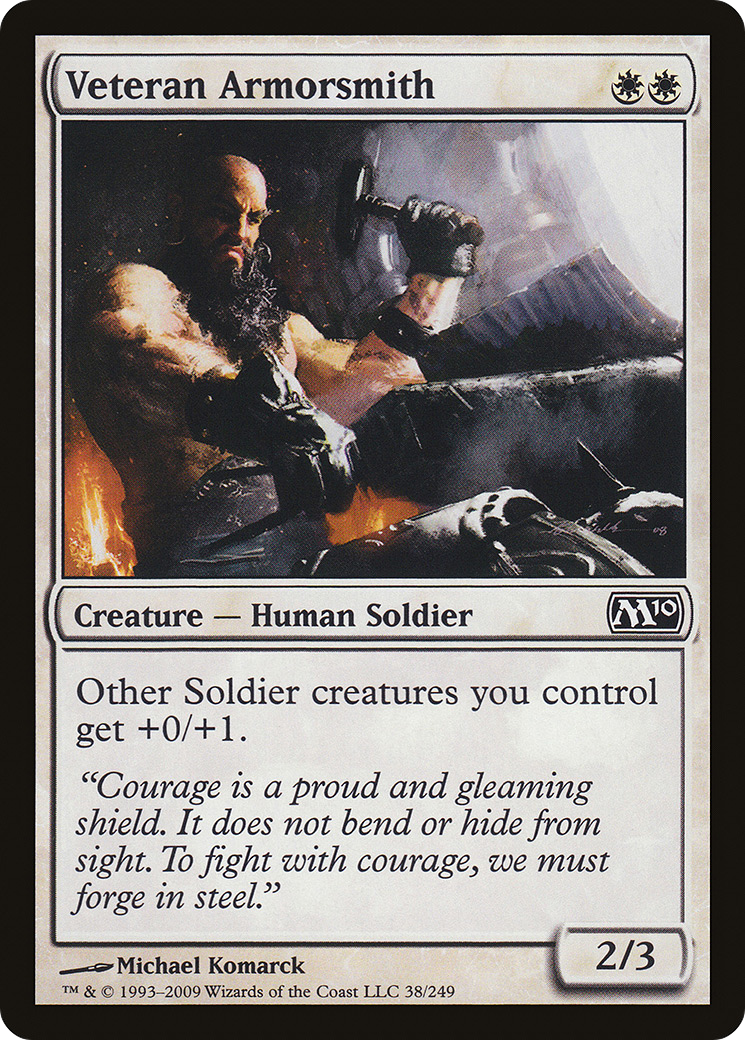 Veteran Armorsmith
Creature — Human Soldier
M10
Other Soldier creatures you control
get +0/+1.
“Courage is a proud and gleaming
shield. It does not bend or hide from
sight. To fight with courage, we must
forge in steel.”
2/3
Michael Komarck
™ & © 1993–2009 Wizards of the Coast LLC 38/249